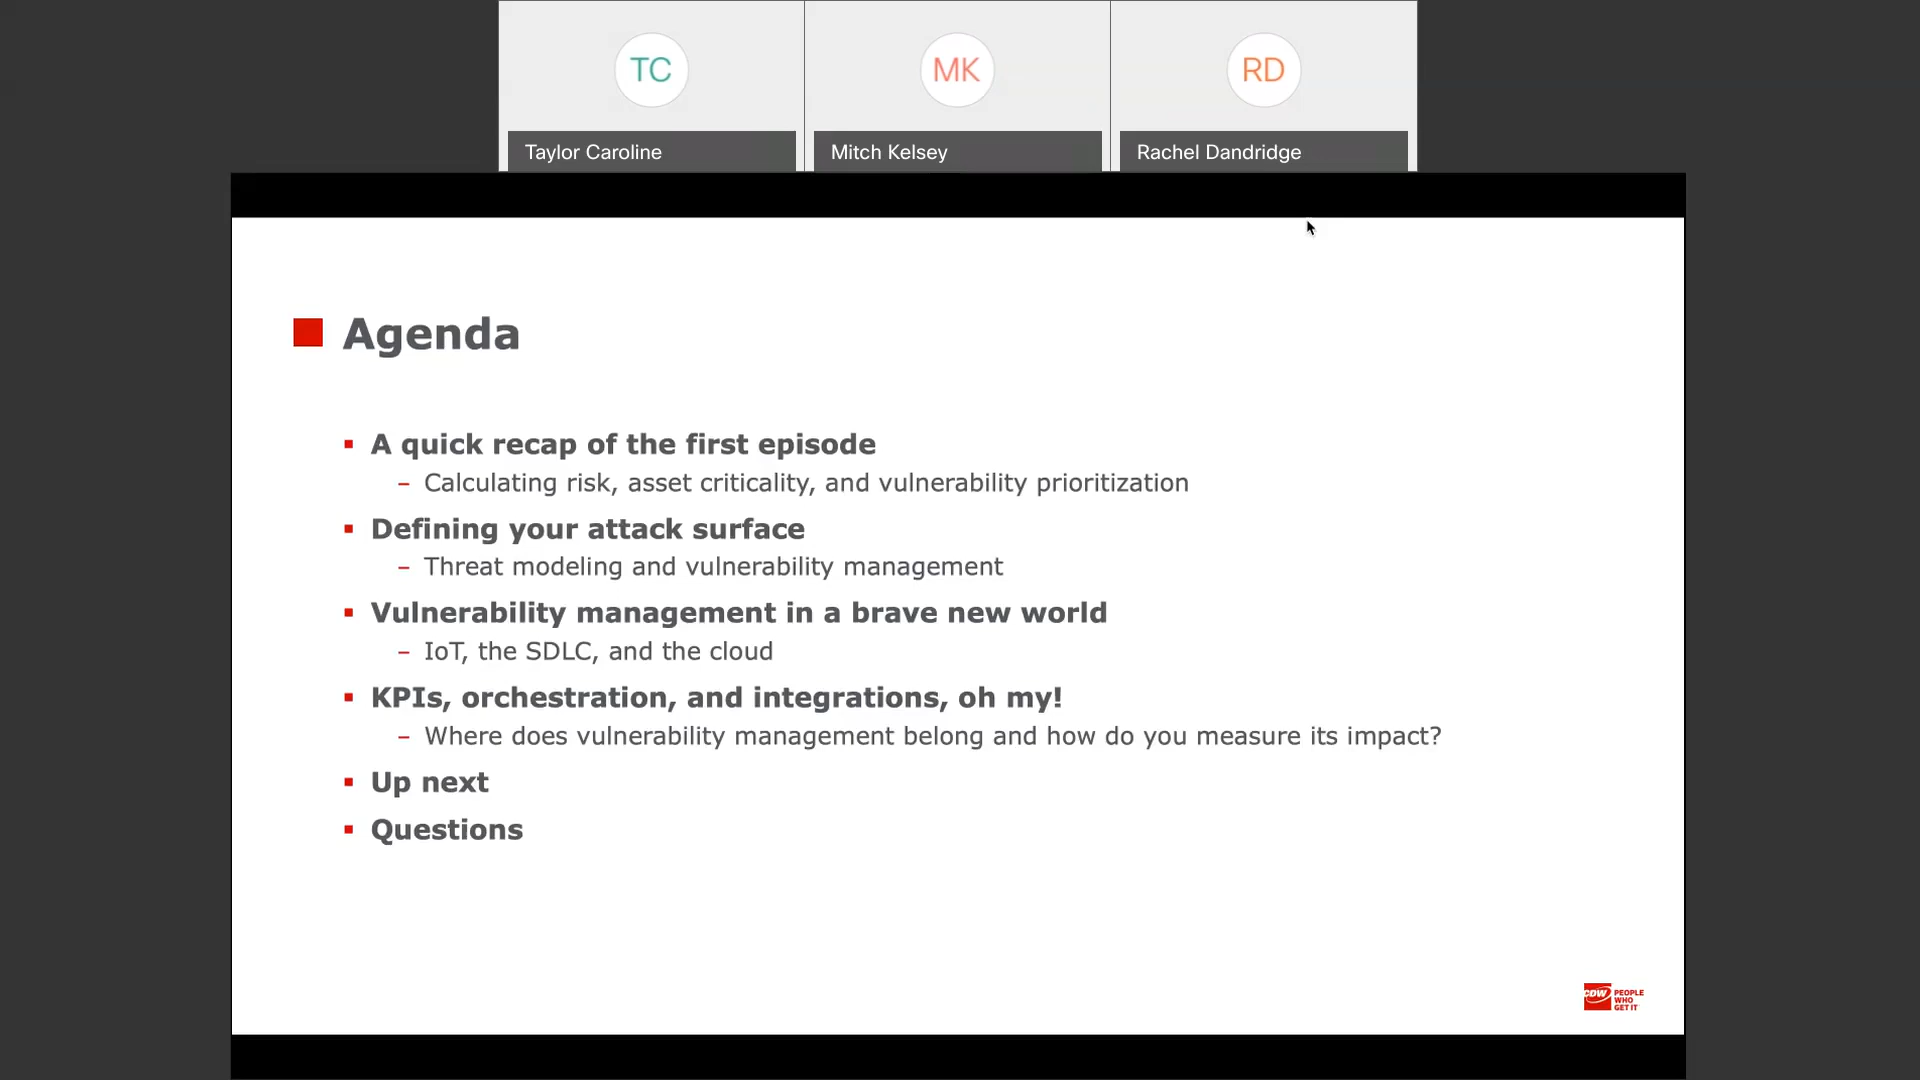 TC
MK
RD
Taylor Caroline
Mitch Kelsey
Rachel Dandridge
Agenda
▪ A quick recap of the first episode
– Calculating risk, asset criticality, and vulnerability prioritization
▪ Defining your attack surface
– Threat modeling and vulnerability management
▪ Vulnerability management in a brave new world
– IoT, the SDLC, and the cloud
▪ KPIs, orchestration, and integrations, oh my!
– Where does vulnerability management belong and how do you measure its impact?
▪ Up next
▪ Questions
CDW
PEOPLE
WHO
GET IT